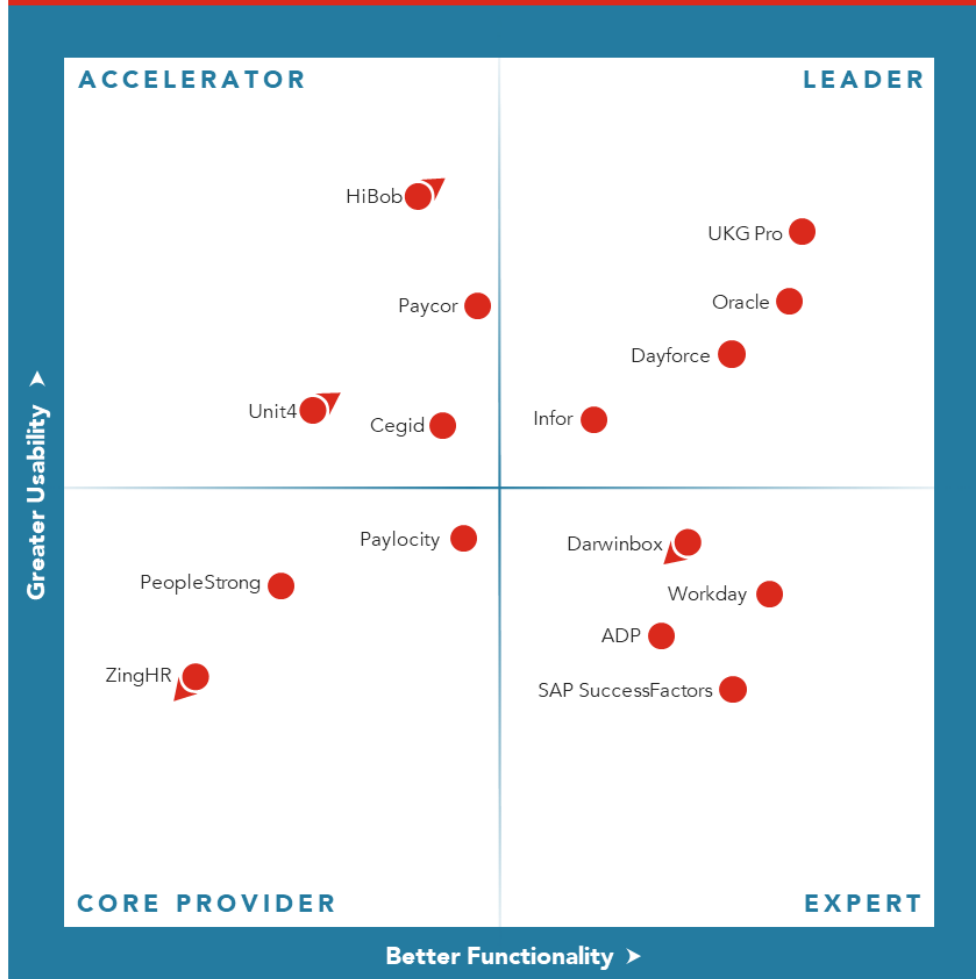 ACCELERATOR
LEADER
HiBob
UKG Pro
Oracle
Paycor
Dayforce
Unit4
Cegid
Infor
Greater Usability
Paylocity
Darwinbox
PeopleStrong
Workday
ADP
ZingHR
SAP SuccessFactors
CORE PROVIDER
EXPERT
Better Functionality